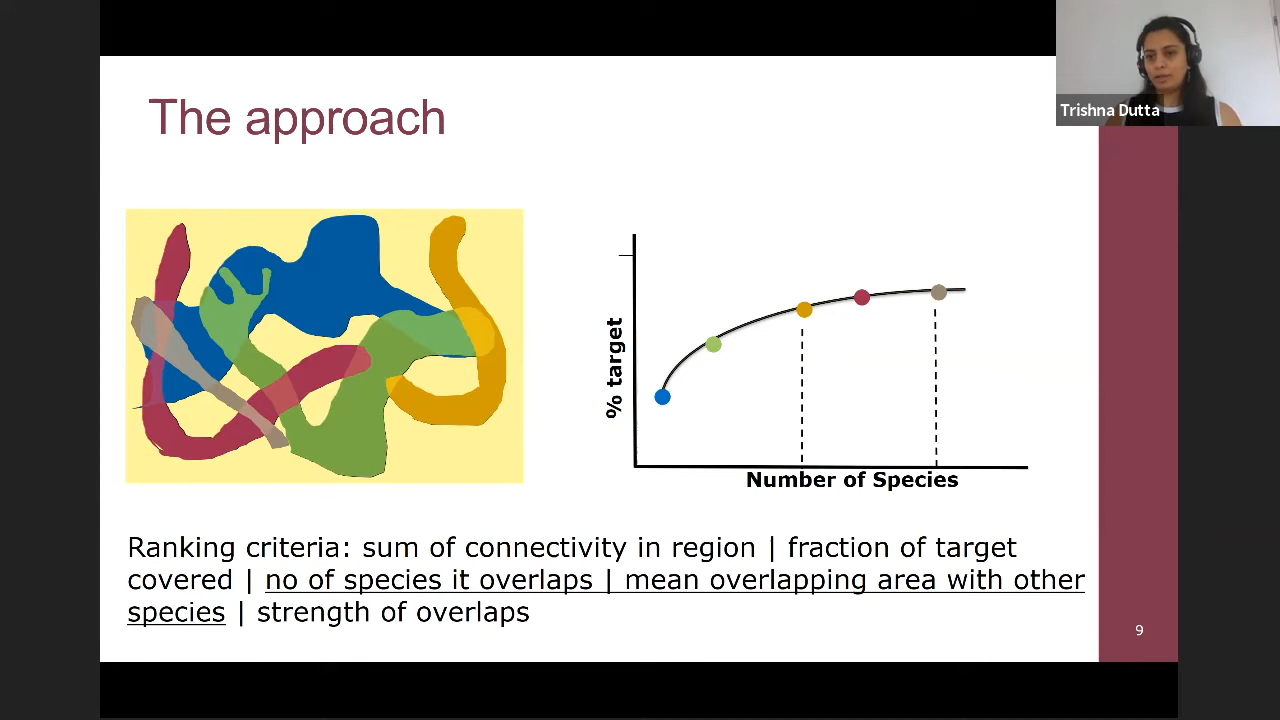 Trishna Dutta
The approach
% target
Number of Species
Ranking criteria: sum of connectivity in region | fraction of target
covered | no of species it overlaps | mean overlapping area with other
species | strength of overlaps
9